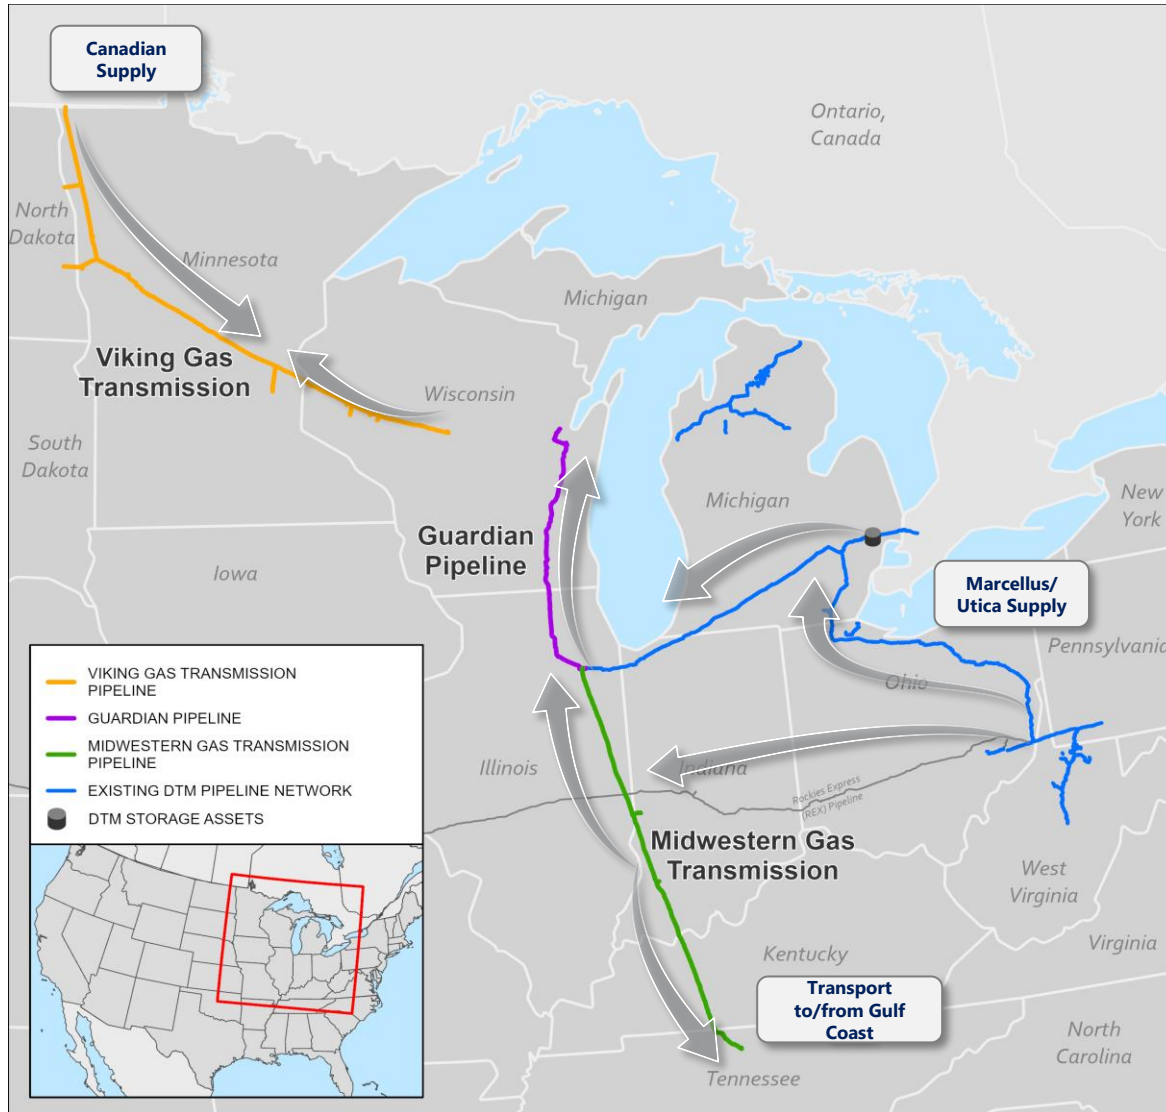 Canadian
Supply
Ontario,
Canada
North
Dakota
Minnesota
Michigan
Viking Gas
Transmission
Wisconsin
South
Dakota
Michigan
New
York
Guardian
Pipeline
Iowa
Marcellus/
Utica Supply
Pennsylvania
Ohio
VIKING GAS TRANSMISSION
PIPELINE
GUARDIAN PIPELINE
MIDWESTERN GAS TRANSMISSION
PIPELINE
EXISTING DTM PIPELINE NETWORK
DTM STORAGE ASSETS
Illinois
Indiana
Rockies Express
(REX) Pipeline
Midwestern Gas
Transmission
West
Virginia
Virginia
Kentucky
Transport
to/from Gulf
Coast
North
Carolina
Tennessee